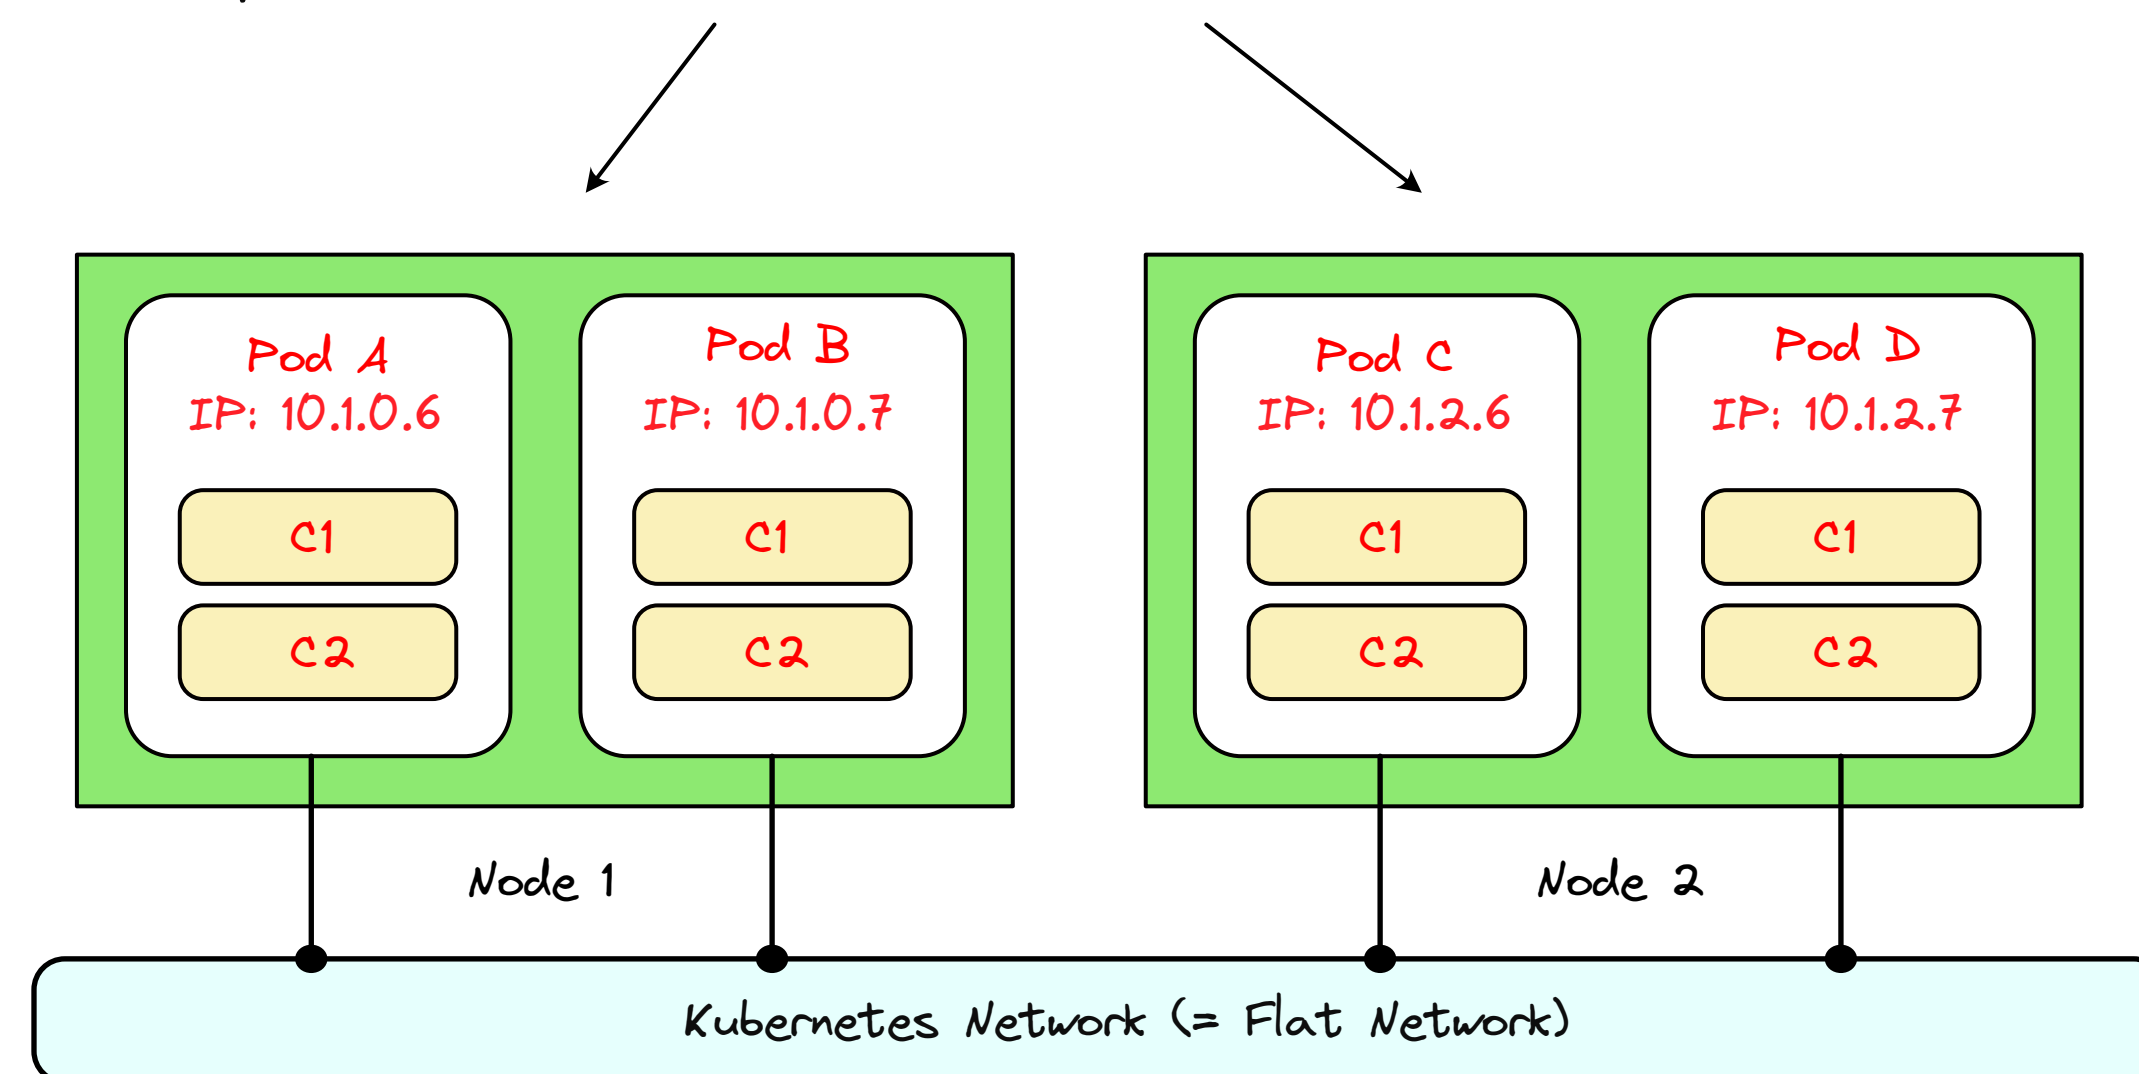 Pod A
IP: 10.1.0.6
C1
C2
Pod B
IP: 10.1.0.7
C1
C2
Pod C
IP: 10.1.2.6
C1
C2
Pod D
IP: 10.1.2.7
C1
C2
Node 1
Node 2
Kubernetes Network (= Flat Network)